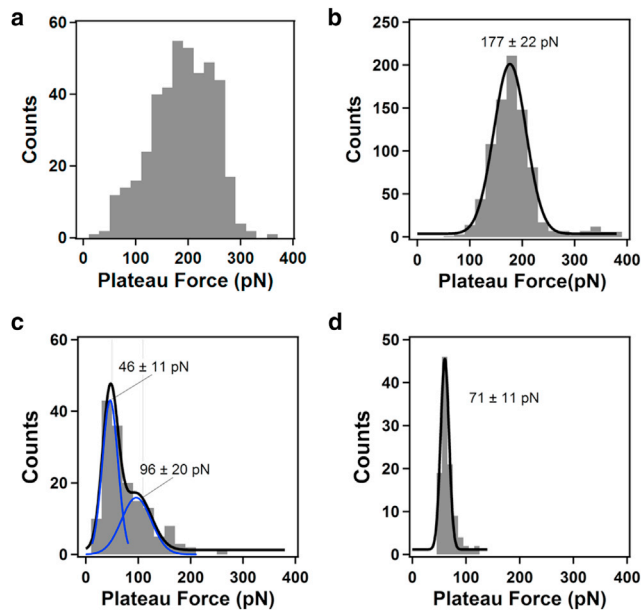 a
60
40
20
0
Counts
0 100 200 300 400
Plateau Force (pN)
b
177 ± 22 pN
250
200
150
100
50
0
Counts
0 100 200 300 400
Plateau Force(pN)
c
60
40
20
0
Counts
46 ± 11 pN
96 ± 20 pN
0 100 200 300 400
Plateau Force (pN)
d
50
40
30
20
10
0
Counts
71 ± 11 pN
0 100 200 300 400
Plateau Force (pN)